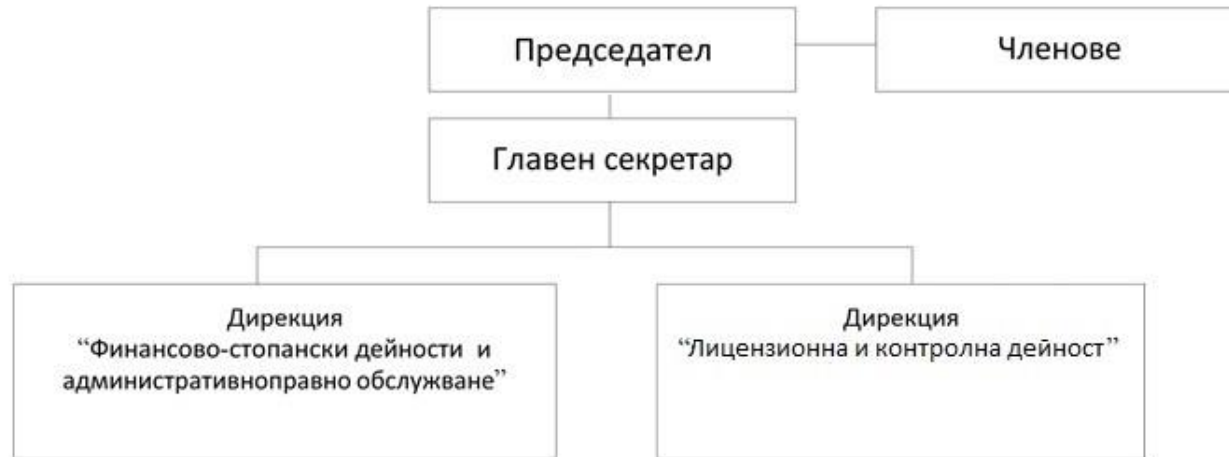 Председател
Членове
Главен секретар
Дирекция
“Финансово-стопански дейности и
административноправно обслужване”
Дирекция
“Лицензионна и контролна дейност”